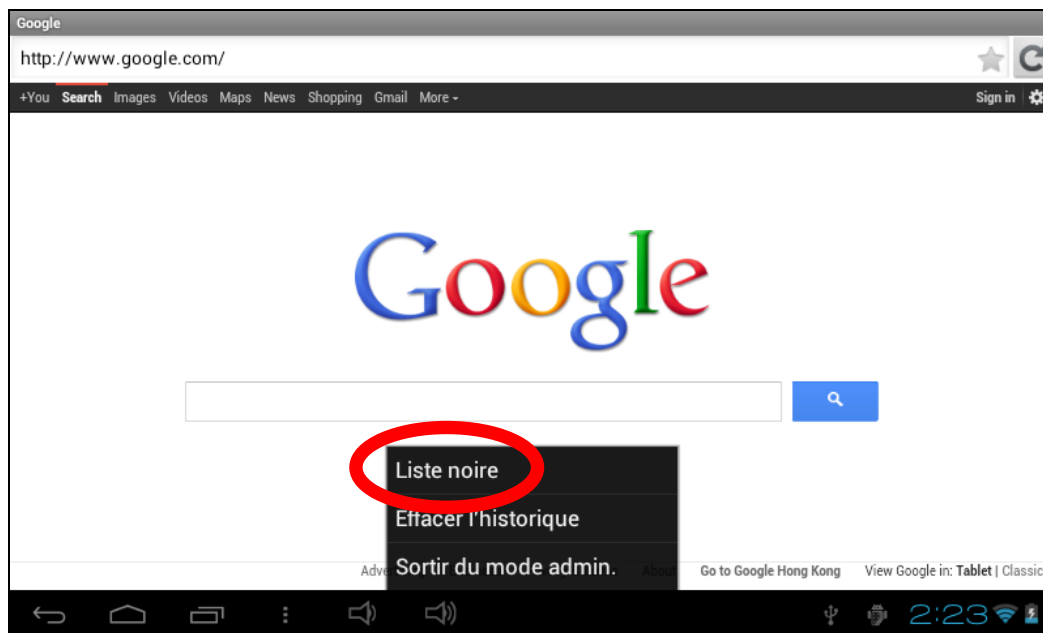 Google
http://www.google.com/
+You Search Images Videos Maps News Shopping Gmail More
Sign in
Google
Liste noire
Effacer l'historique
Sortir du mode admin.
Go to Google Hong Kong View Google in: Tablet | Classic
2:23